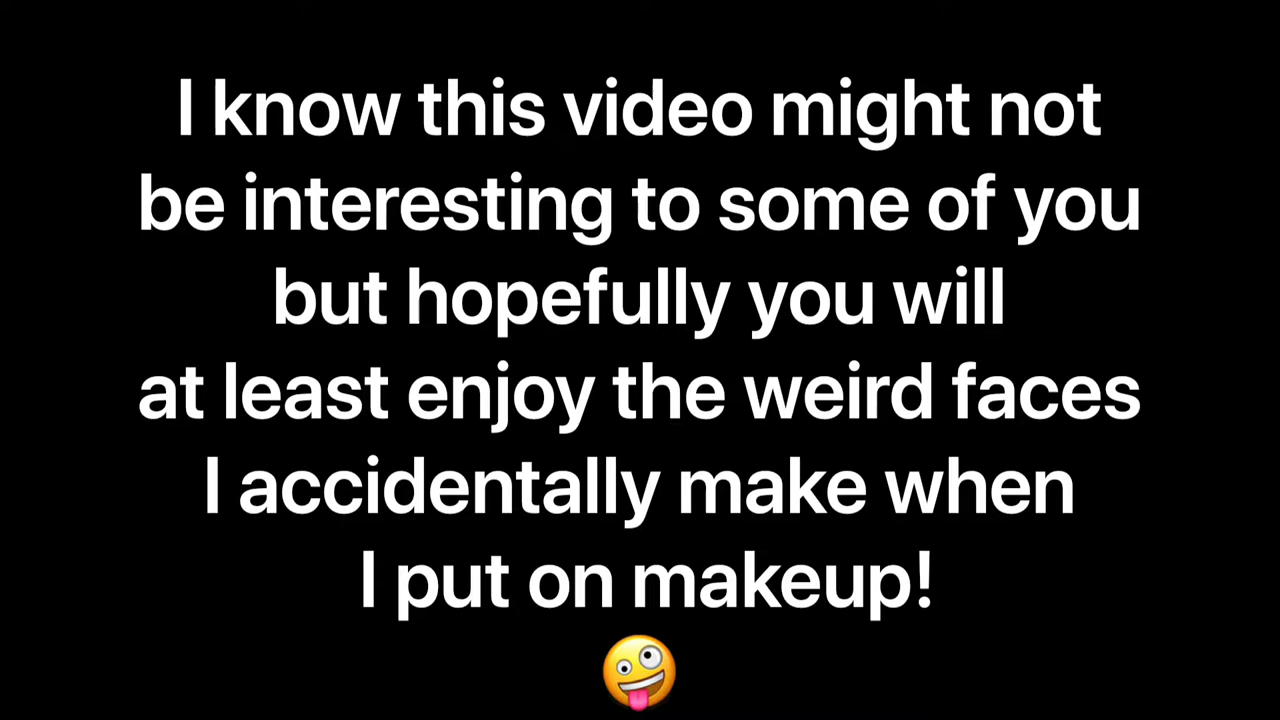 I know this video might not
be interesting to some of you
but hopefully you will
at least enjoy the weird faces
I accidentally make when
I put on makeup!
🤪